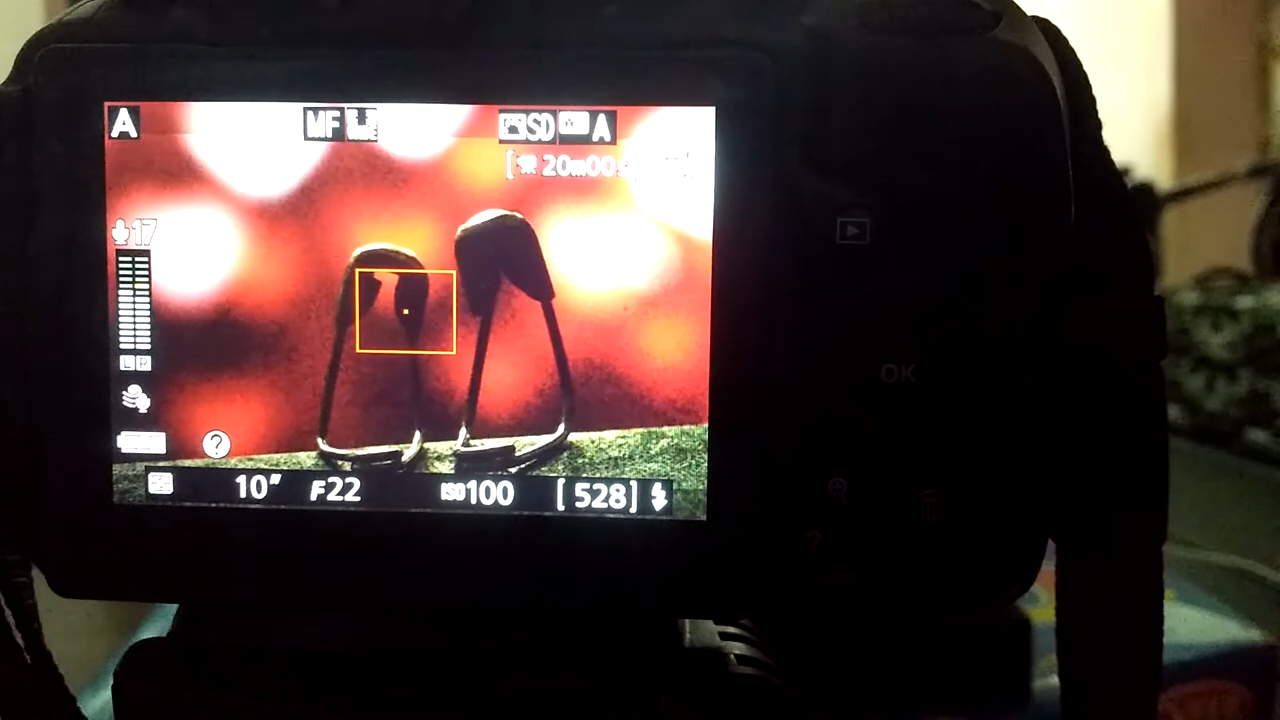 A MF SD A
20m00s
17
L R
?
10" F22 ISO100 [ 528 ]
OK
?